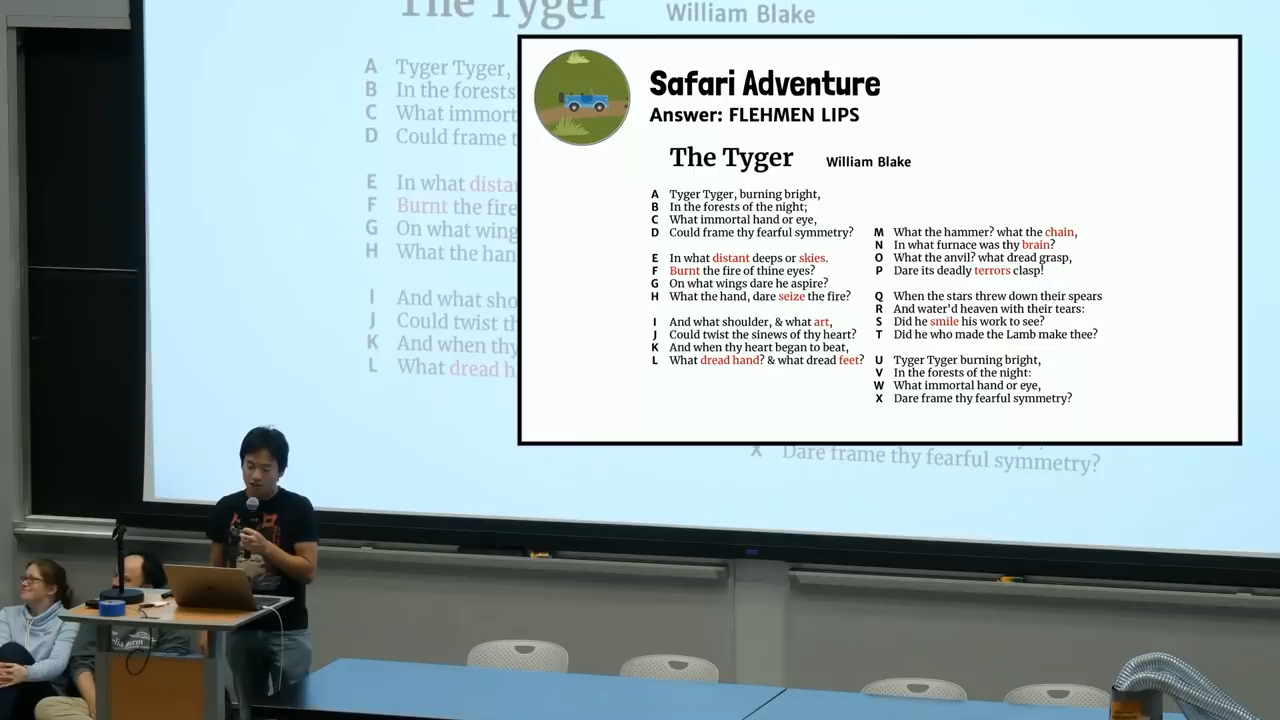 The Tyger
William Blake
A Tyger Tyger,
B In the forests
C What immort
D Could frame t
E In what dista
F Burnt the fire
G On what wing
H What the han
I And what sho
J Could twist th
K And when thy
L What dread h
X Dare frame thy fearful symmetry?
Safari Adventure
Answer: FLEHMEN LIPS
The Tyger William Blake
A Tyger Tyger, burning bright,
B In the forests of the night;
C What immortal hand or eye,
D Could frame thy fearful symmetry?
E In what distant deeps or skies.
F Burnt the fire of thine eyes?
G On what wings dare he aspire?
H What the hand, dare seize the fire?
I And what shoulder, & what art,
J Could twist the sinews of thy heart?
K And when thy heart began to beat,
L What dread hand? & what dread feet?
M What the hammer? what the chain,
N In what furnace was thy brain?
O What the anvil? what dread grasp,
P Dare its deadly terrors clasp!
Q When the stars threw down their spears
R And water'd heaven with their tears:
S Did he smile his work to see?
T Did he who made the Lamb make thee?
U Tyger Tyger burning bright,
V In the forests of the night:
W What immortal hand or eye,
X Dare frame thy fearful symmetry?